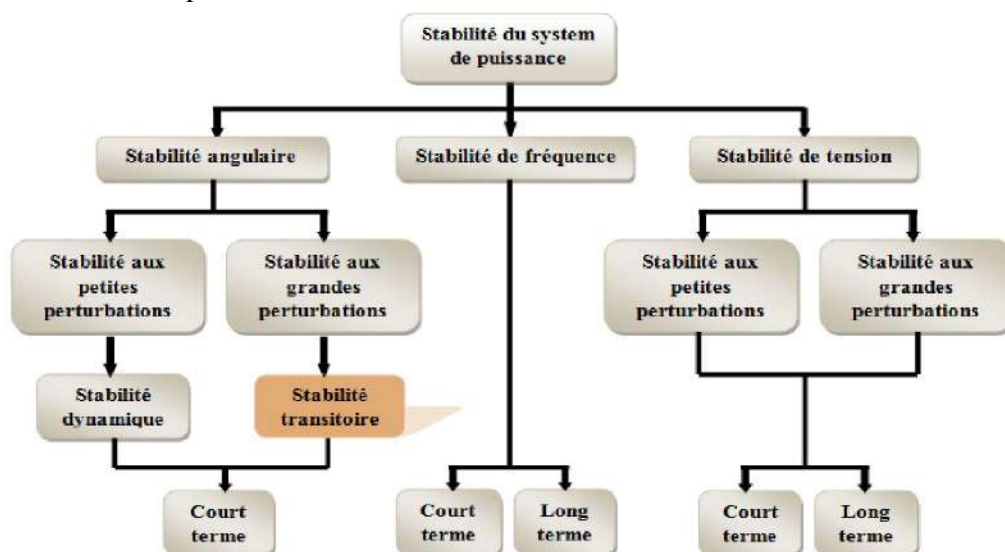 Stabilité du system
de puissance
Stabilité angulaire
Stabilité de fréquence
Stabilité de tension
Stabilité aux
petites
perturbations
Stabilité aux
grandes
perturbations
Stabilité aux
petites
perturbations
Stabilité aux
grandes
perturbations
Stabilité
dynamique
Stabilité
transitoire
Court
terme
Court
terme
Long
terme
Court
terme
Long
terme